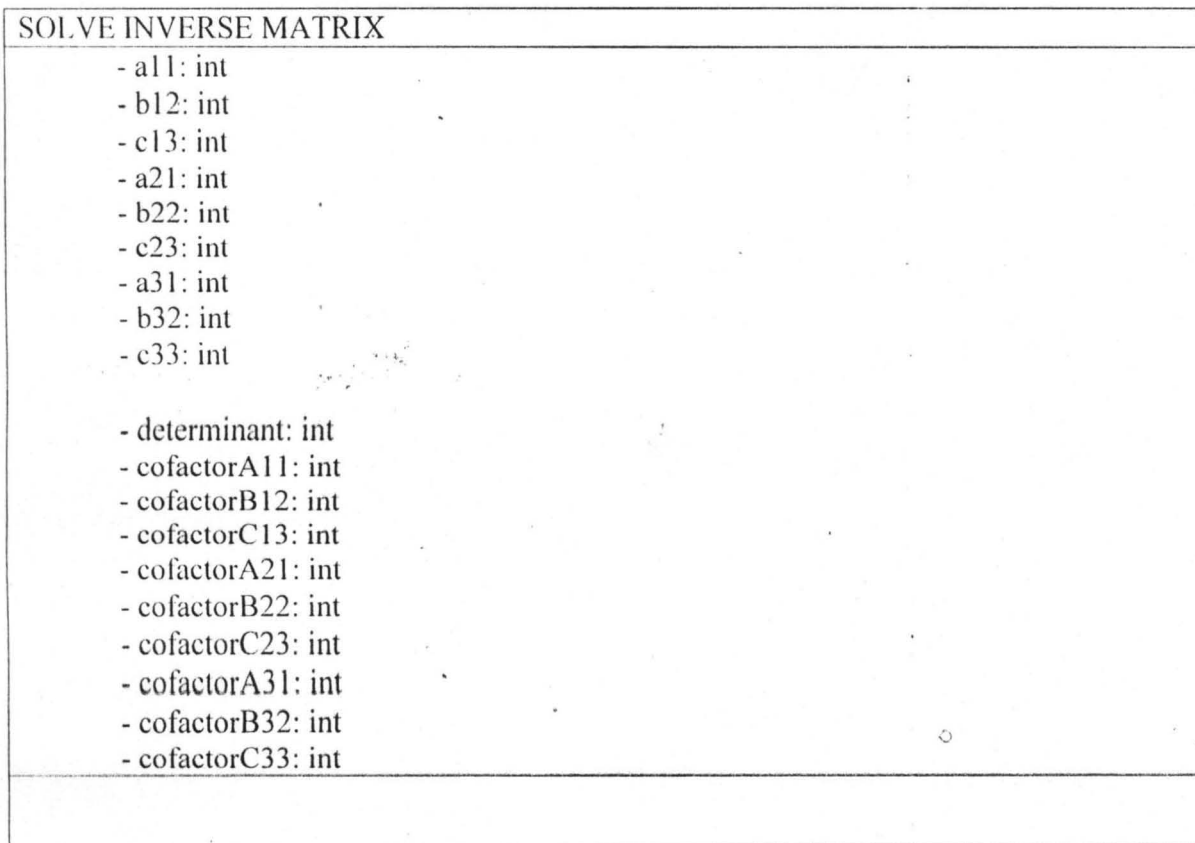 SOLVE INVERSE MATRIX
- a11: int
- b12: int
- c13: int
- a21: int
- b22: int
- c23: int
- a31: int
- b32: int
- c33: int
- determinant: int
- cofactorA11: int
- cofactorB12: int
- cofactorC13: int
- cofactorA21: int
- cofactorB22: int
- cofactorC23: int
- cofactorA31: int
- cofactorB32: int
- cofactorC33: int